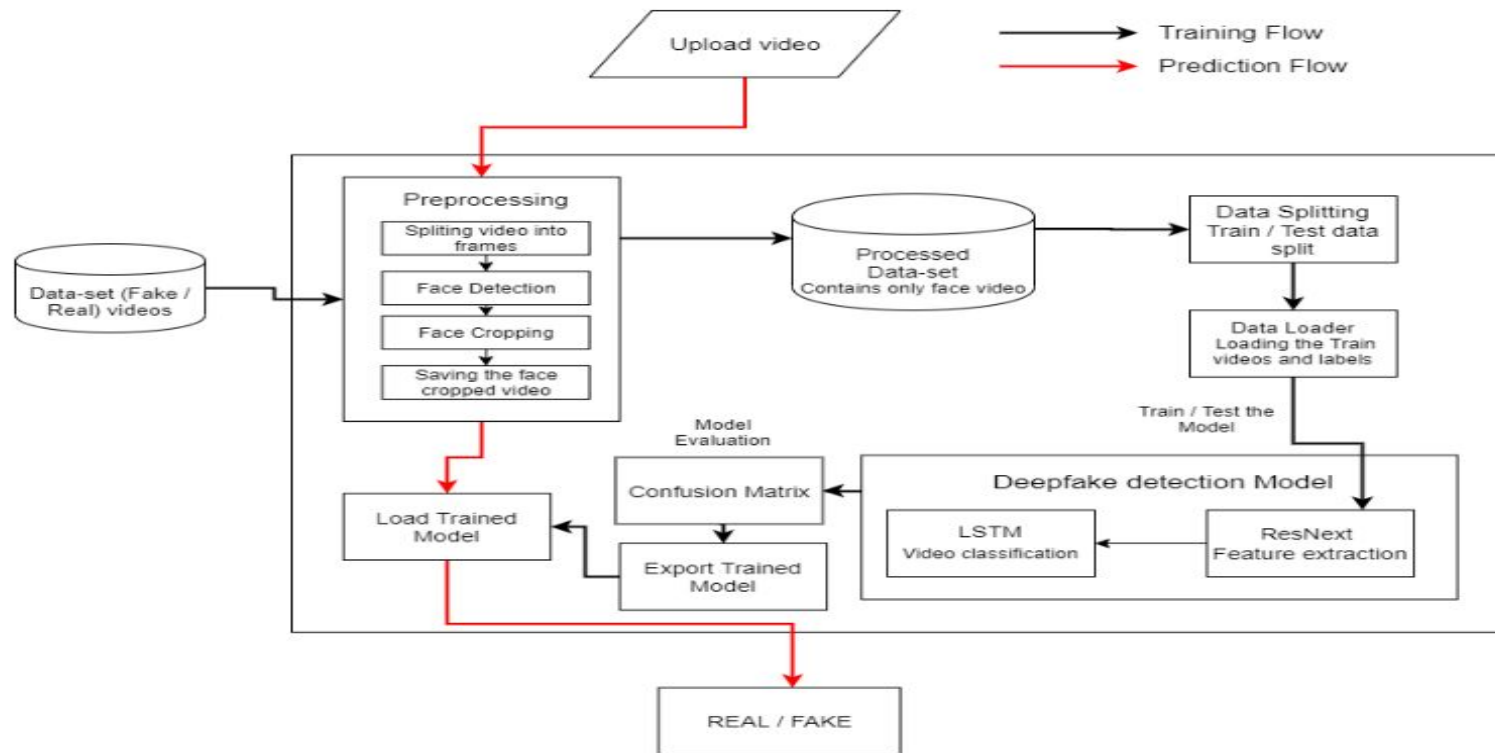 Upload video
Training Flow
Prediction Flow
Preprocessing
Spliting video into
frames
Face Detection
Face Cropping
Saving the face
cropped video
Data-set (Fake /
Real) videos
Processed
Data-set
Contains only face video
Data Splitting
Train / Test data
split
Data Loader
Loading the Train
videos and labels
Train / Test the
Model
Model
Evaluation
Confusion Matrix
Export Trained
Model
Load Trained
Model
Deepfake detection Model
LSTM
Video classification
ResNext
Feature extraction
REAL / FAKE